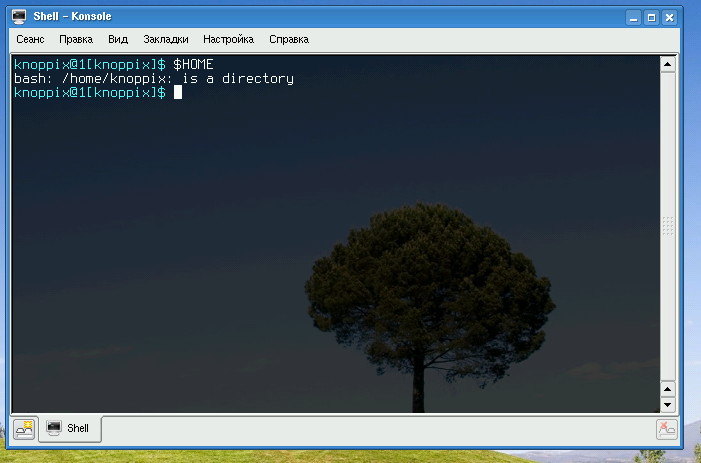 Shell - Konsole
Сеанс Правка Вид Закладки Настройка Справка
knoppix@1[knoppix]$ $HOME
bash: /home/knoppix: is a directory
knoppix@1[knoppix]$
Shell